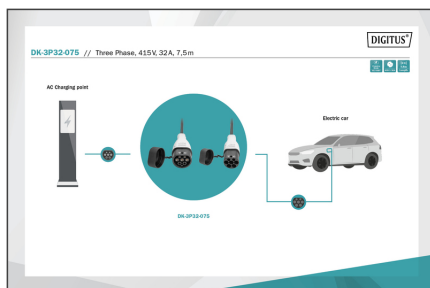 DIGITUS®
DK-3P32-075 // Three Phase, 415V, 32A, 7,5m
AC Charging point
Electric car
DK-3P32-075